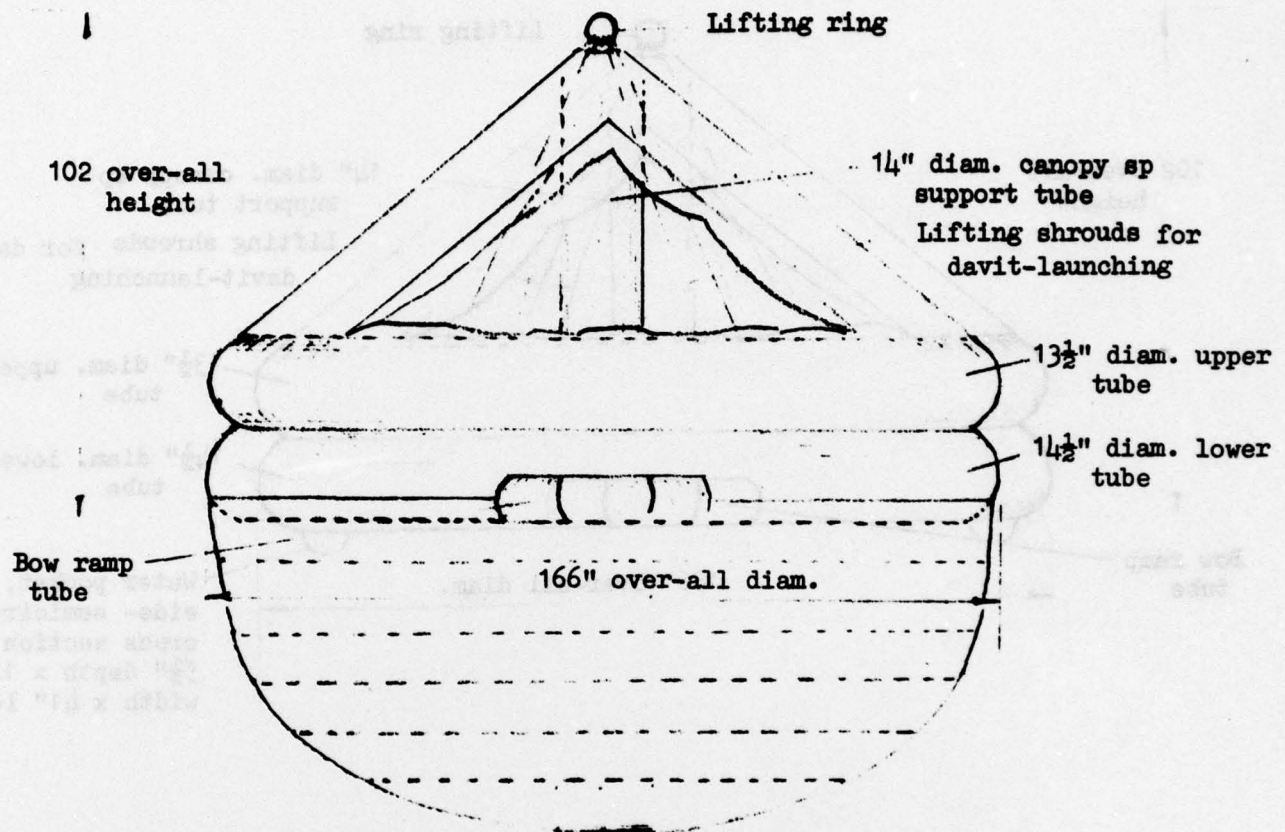 Lifting ring
102 over-all
height
14" diam. canopy sp
support tube
Lifting shrouds for
davit-launching
13½" diam. upper
tube
14½" diam. lower
tube
Bow ramp
tube
166" over-all diam.